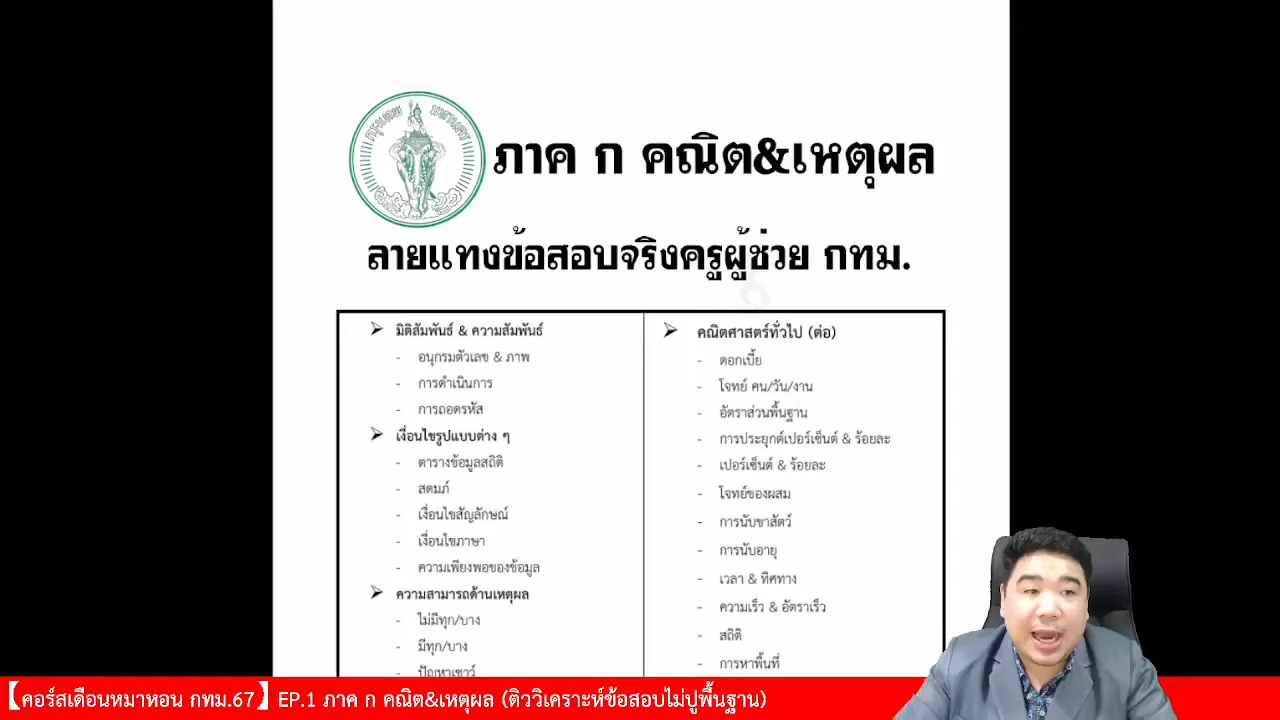 กรุงเทพ มหานคร
ภาค ก คณิต&เหตุผล
ลายแทงข้อสอบจริงครูผู้ช่วย กทม.
➢ มิติสัมพันธ์ & ความสัมพันธ์
- อนุกรมตัวเลข & ภาพ
- การดำเนินการ
- การถอดรหัส
➢ เงื่อนไขรูปแบบต่าง ๆ
- ตารางข้อมูลสถิติ
- สดมภ์
- เงื่อนไขสัญลักษณ์
- เงื่อนไขภาษา
- ความเพียงพอของข้อมูล
➢ ความสามารถด้านเหตุผล
- ไม่มีทุก/บาง
- มีทุก/บาง
- ปัญหาเชาว์
➢ คณิตศาสตร์ทั่วไป (ต่อ)
- ดอกเบี้ย
- โจทย์ คน/วัน/งาน
- อัตราส่วนพื้นฐาน
- การประยุกต์เปอร์เซ็นต์ & ร้อยละ
- เปอร์เซ็นต์ & ร้อยละ
- โจทย์ของผสม
- การนับขาสัตว์
- การนับอายุ
- เวลา & ทิศทาง
- ความเร็ว & อัตราเร็ว
- สถิติ
- การหาพื้นที่
【คอร์สเดือนหมาหอน กทม.67】 EP.1 ภาค ก คณิต&เหตุผล (ติววิเคราะห์ข้อสอบไม่ปูพื้นฐาน)